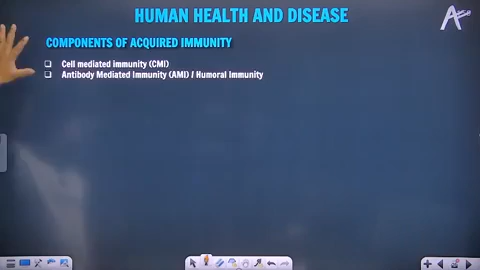 HUMAN HEALTH AND DISEASE
COMPONENTS OF ACQUIRED IMMUNITY
Cell mediated immunity (CMI)
Antibody Mediated Immunity (AMI) / Humoral Immunity